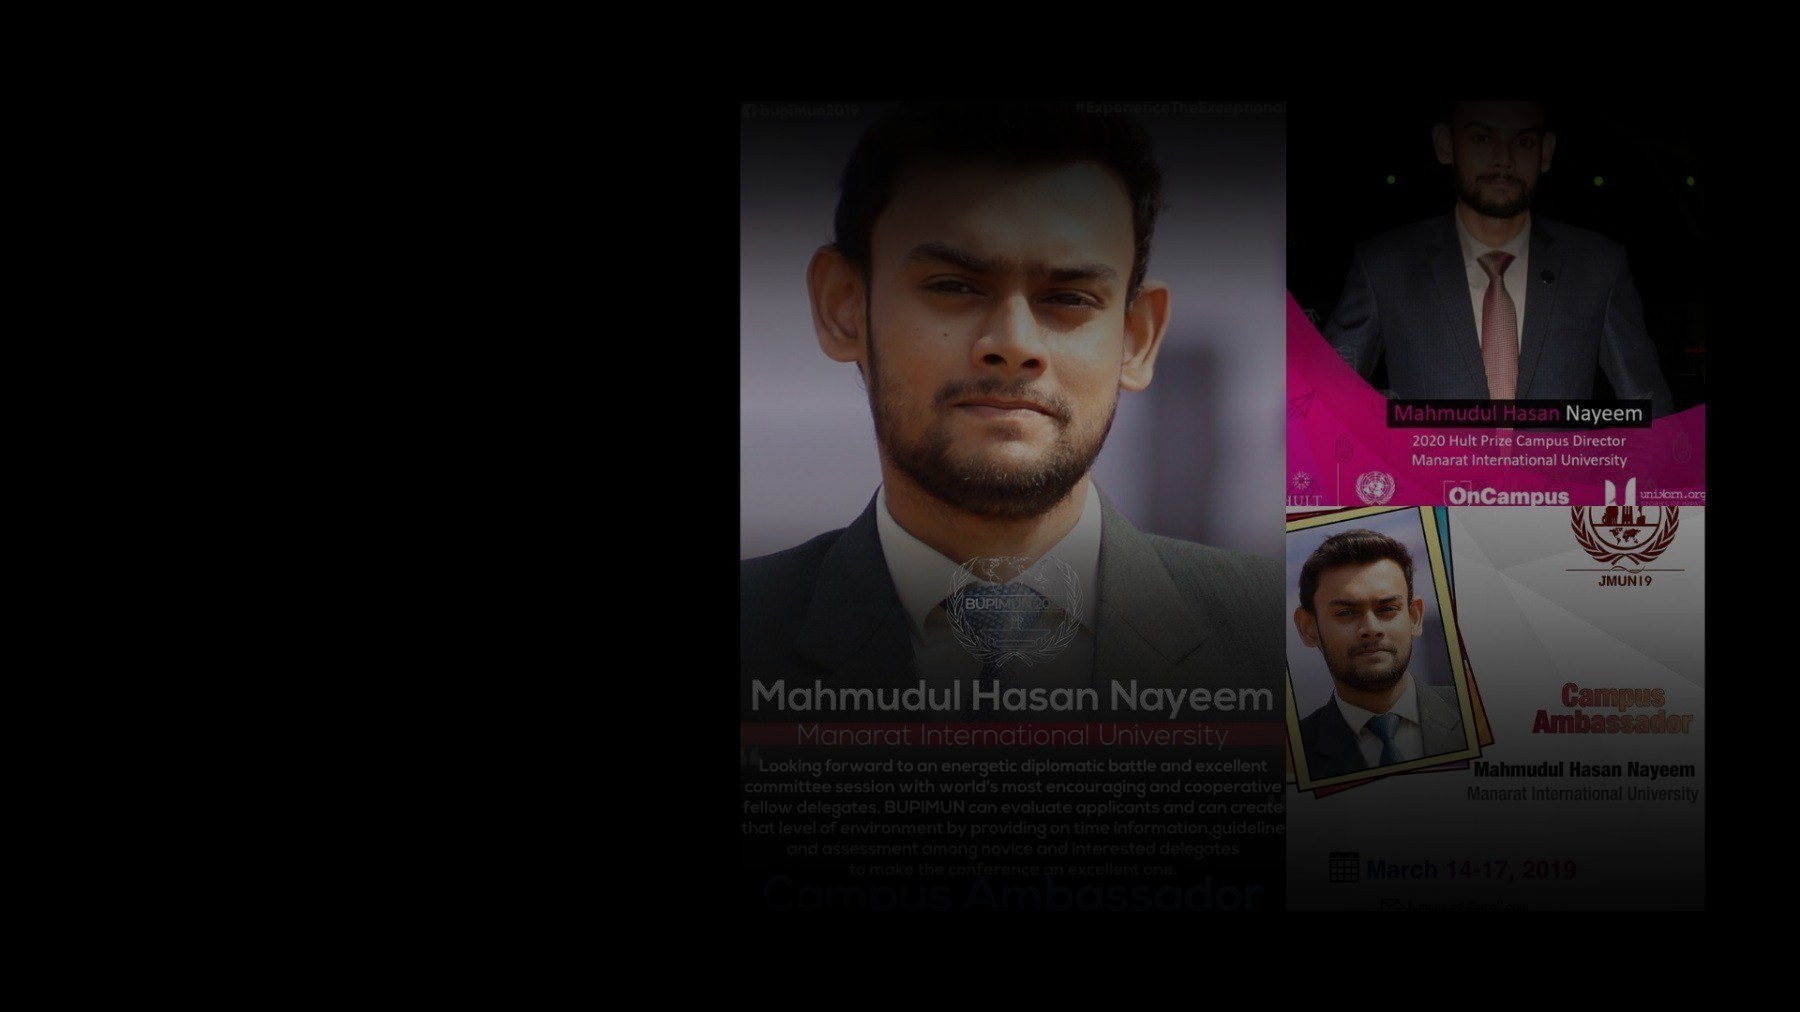 bupimun2019
#ExperienceTheExceptional
BUPIMUN 20
Mahmudul Hasan Nayeem
Manarat International University
"Looking forward to an energetic diplomatic battle and excellent
committee session with world's most encouraging and cooperative
fellow delegates. BUPIMUN can evaluate applicants and can create
that level of environment by providing on time information,guideline
and assessment among novice and interested delegates
to make the conference an excellent one.
Campus Ambassador
Mahmudul Hasan Nayeem
2020 Hult Prize Campus Director
Manarat International University
HULT
OnCampus
unikorn.org
JMUN19
Campus
Ambassador
Mahmudul Hasan Nayeem
Manarat International University
March 14-17, 2019